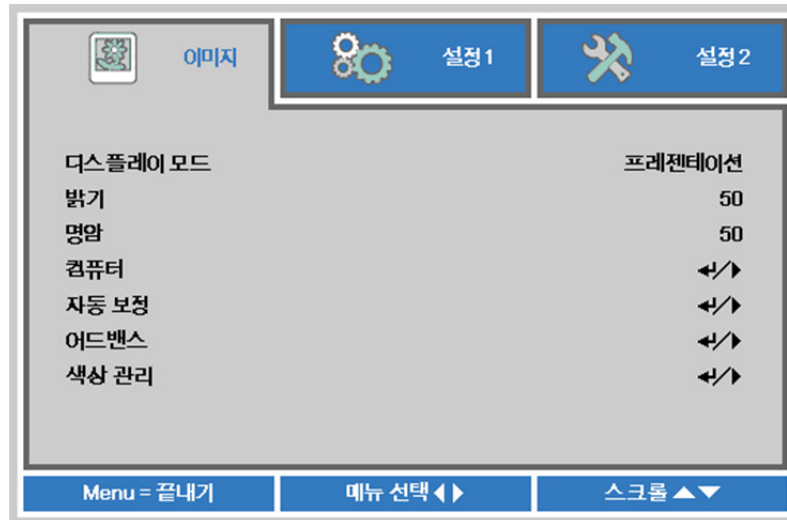 이미지 설정 1 설정 2
디스플레이 모드 프레젠테이션
밝기 50
명암 50
컴퓨터 ↵/▶
자동 보정 ↵/▶
어드밴스 ↵/▶
색상 관리 ↵/▶
Menu = 끝내기 메뉴 선택 ◀ ▶ 스크롤 ▲ ▼